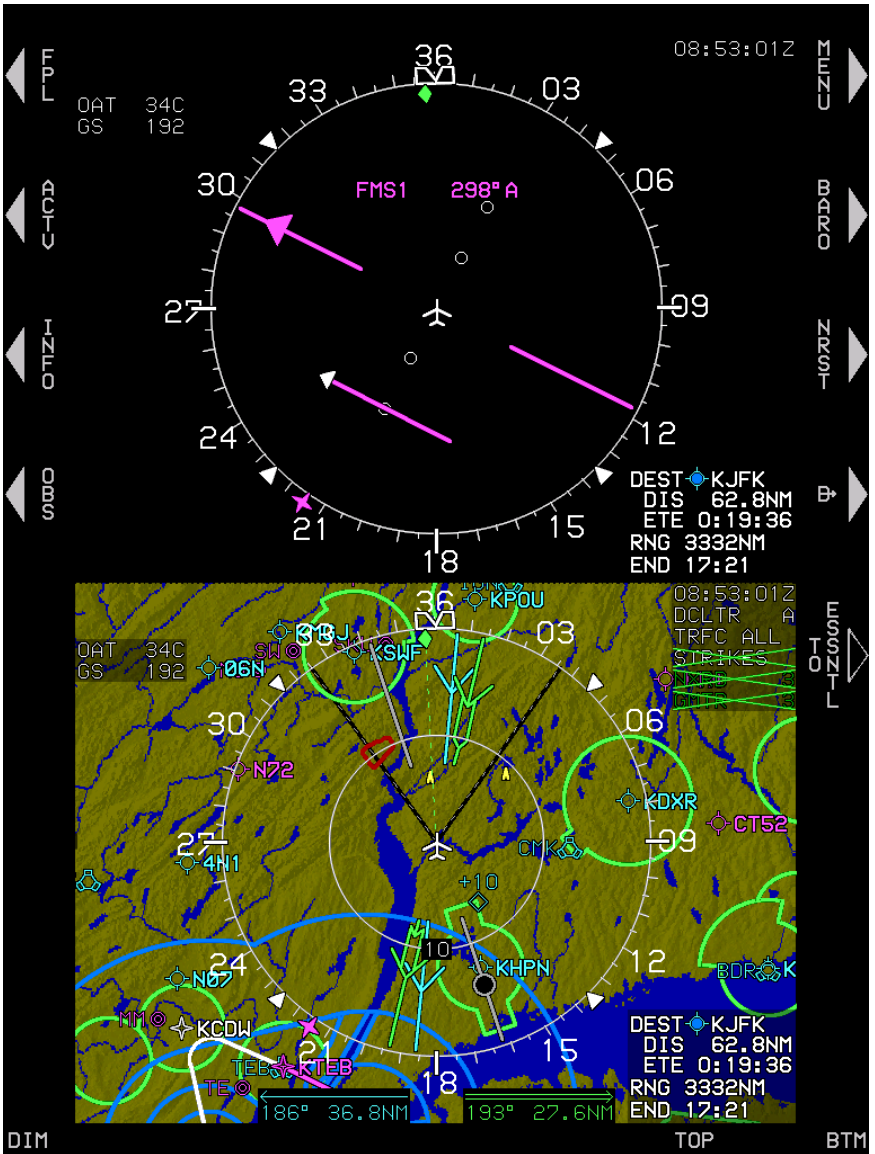 FPL
ACTV
INFO
OBS
MENU
BARO
NRST
D
ESSNTL
TO
08:53:01Z
OAT 34C
GS 192
36
03
06
09
12
15
18
21
24
27
30
33
FMS1 298° A
DEST KJFK
DIS 62.8NM
ETE 0:19:36
RNG 3332NM
END 17:21
08:53:01Z
DCLTR A
TRFC ALL
STRIKES
OAT 34C
GS 192
36
03
06
09
12
15
18
21
24
27
30
KPOU
KSWF
SW
06N
N72
KDXR
CT52
4N1
CMK
+10
10
KHPN
N07
BDR K
MM
KCDW
TEB
KTEB
TE
DEST KJFK
DIS 62.8NM
ETE 0:19:36
RNG 3332NM
END 17:21
186° 36.8NM
193° 27.6NM
DIM
TOP
BTM